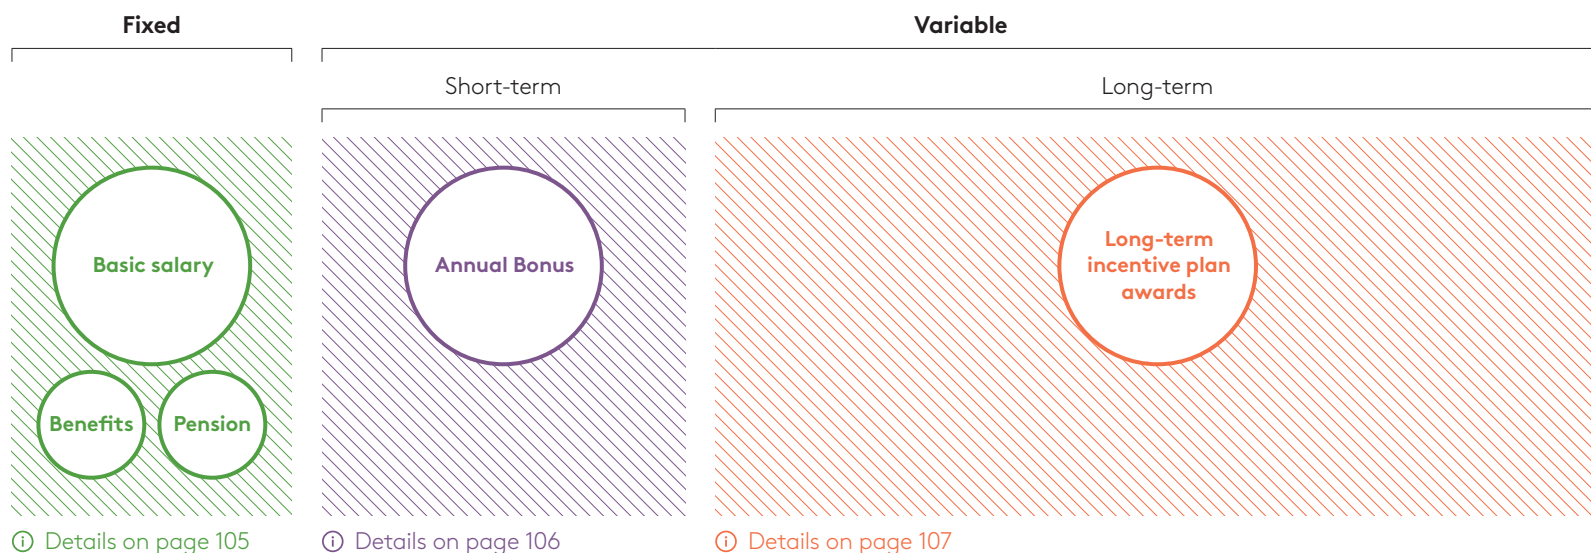 Fixed
Variable
Short-term
Long-term
Basic salary
Benefits
Pension
Annual Bonus
Long-term
incentive plan
awards
Details on page 105
Details on page 106
Details on page 107